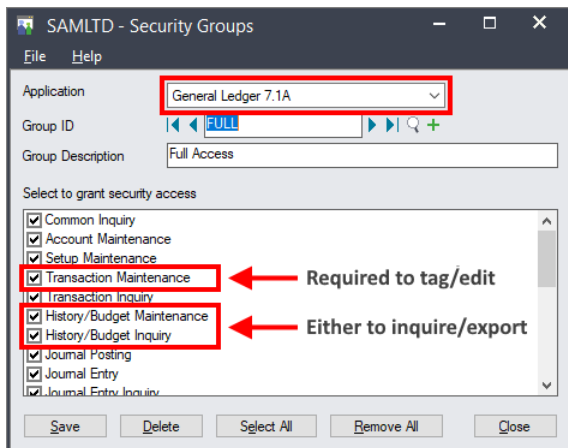 SAMLTD - Security Groups
File Help
Application General Ledger 7.1A
Group ID FULL
Group Description Full Access
Select to grant security access
Common Inquiry
Account Maintenance
Setup Maintenance
Transaction Maintenance Required to tag/edit
Transaction Inquiry
History/Budget Maintenance
Either to inquire/export
History/Budget Inquiry
Journal Posting
Journal Entry
Journal Entry Inquiry
Save Delete Select All Remove All Close